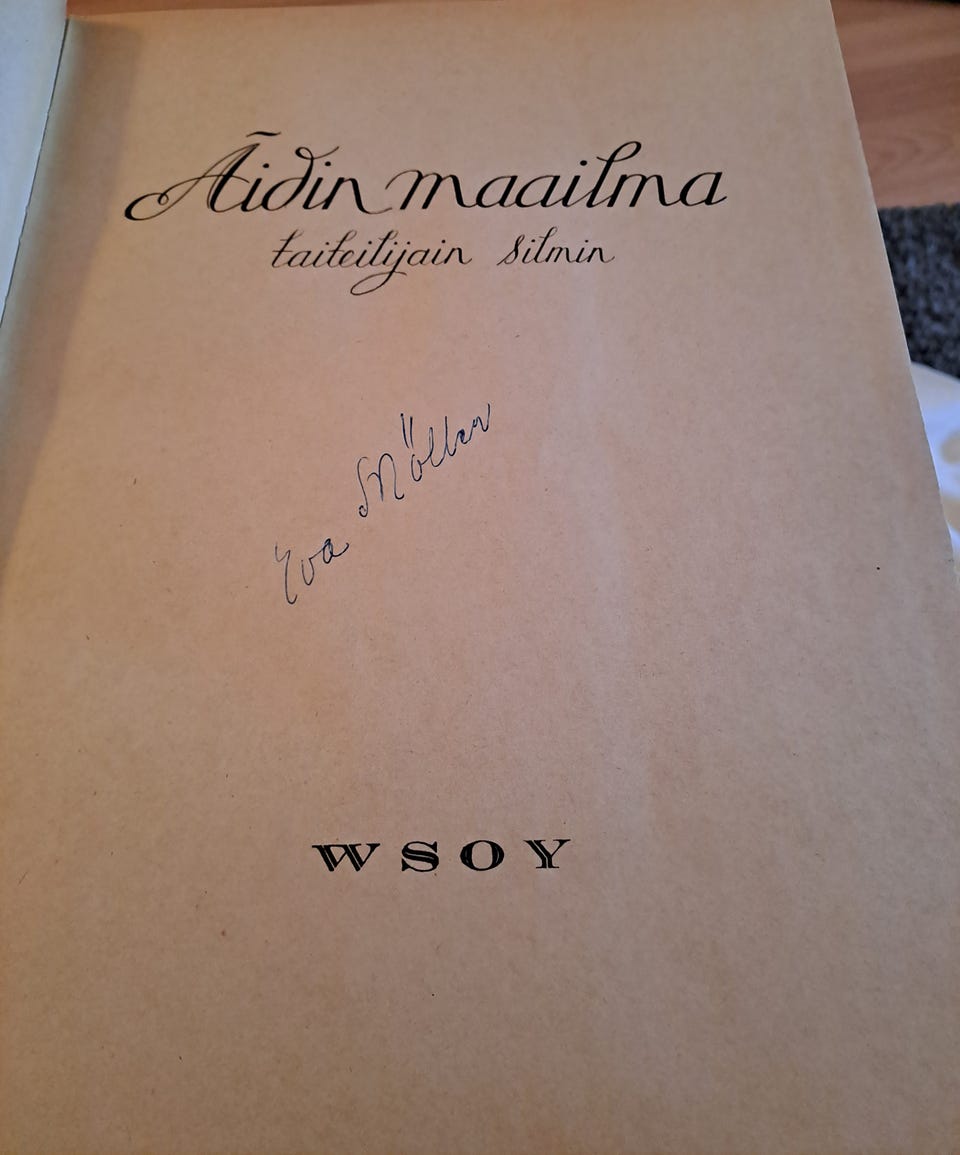 Äidin maailma
taiteilijain silmin
Eva Möller
WSOY